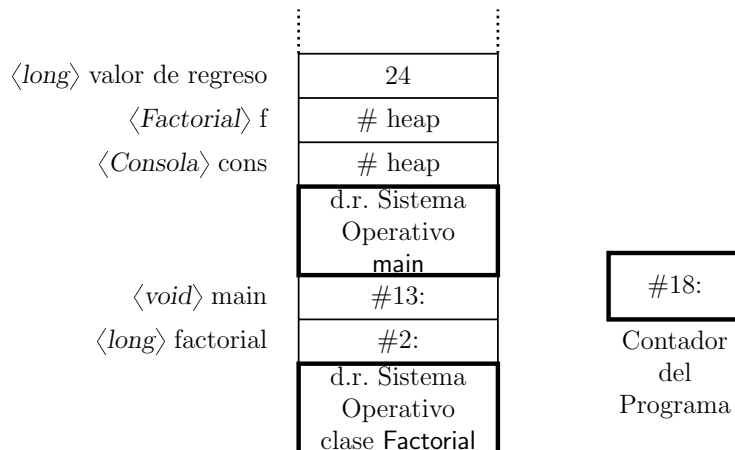 ⟨long⟩ valor de regreso 24
⟨Factorial⟩ f # heap
⟨Consola⟩ cons # heap
d.r. Sistema
Operativo
main
⟨void⟩ main #13:
⟨long⟩ factorial #2:
d.r. Sistema
Operativo
clase Factorial
#18:
Contador
del
Programa